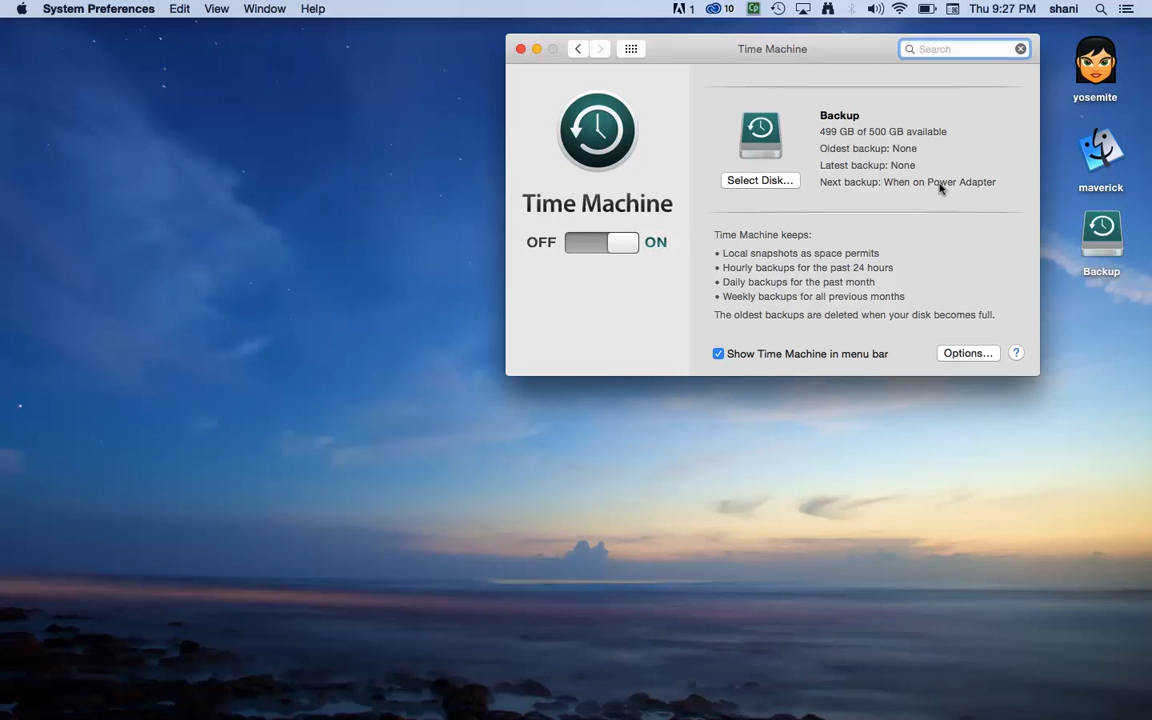 System Preferences Edit View Window Help 1 10 Cp Thu 9:27 PM shani
Time Machine Search
Backup
499 GB of 500 GB available
Oldest backup: None
Latest backup: None
Next backup: When on Power Adapter
Select Disk...
Time Machine
OFF ON
Time Machine keeps:
• Local snapshots as space permits
• Hourly backups for the past 24 hours
• Daily backups for the past month
• Weekly backups for all previous months
The oldest backups are deleted when your disk becomes full.
Show Time Machine in menu bar Options... ?
yosemite
maverick
Backup